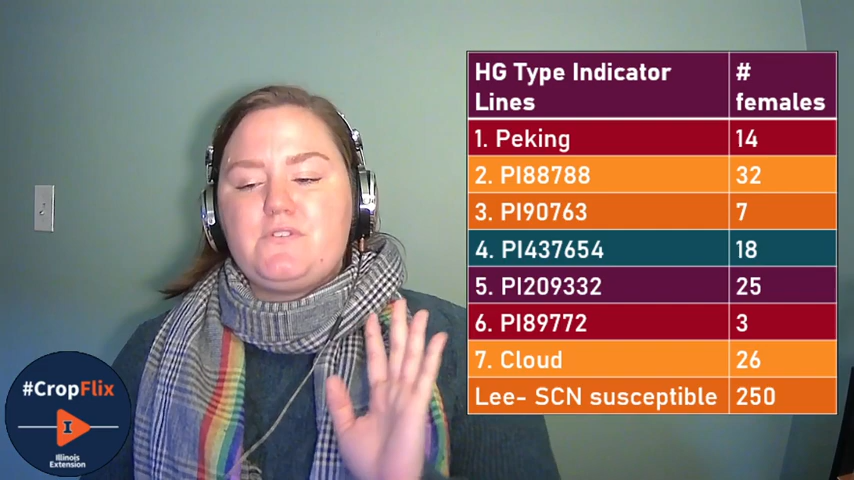 HG Type Indicator Lines # females
1. Peking 14
2. PI88788 32
3. PI90763 7
4. PI437654 18
5. PI209332 25
6. PI89772 3
7. Cloud 26
Lee- SCN susceptible 250
#CropFlix
I
Illinois
Extension